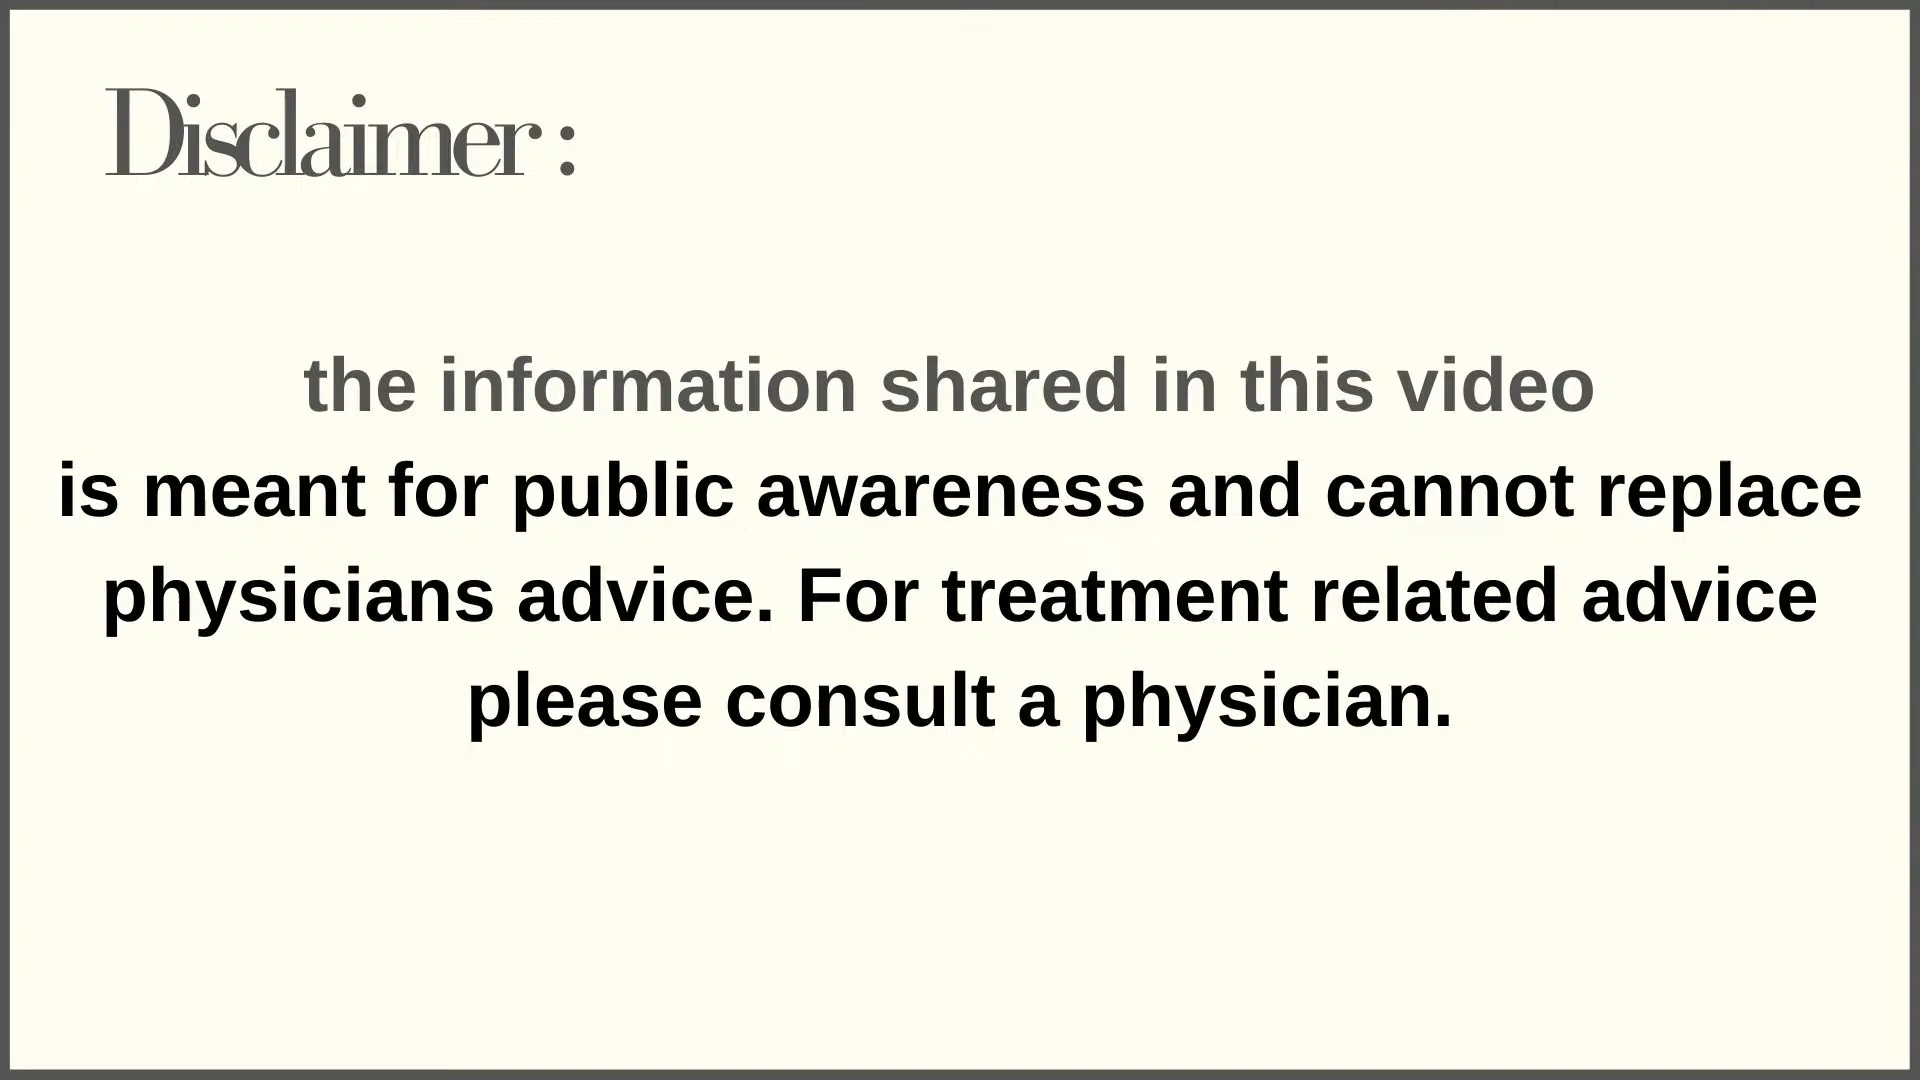 Disclaimer :
the information shared in this video
is meant for public awareness and cannot replace
physicians advice. For treatment related advice
please consult a physician.